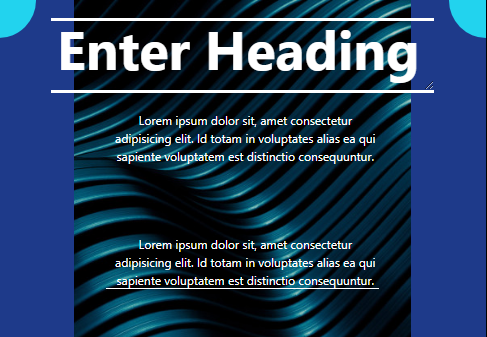 Enter Heading
Lorem ipsum dolor sit, amet consectetur
adipisicing elit. Id totam in voluptates alias ea qui
sapiente voluptatem est distinctio consequuntur.
Lorem ipsum dolor sit, amet consectetur
adipisicing elit. Id totam in voluptates alias ea qui
sapiente voluptatem est distinctio consequuntur.